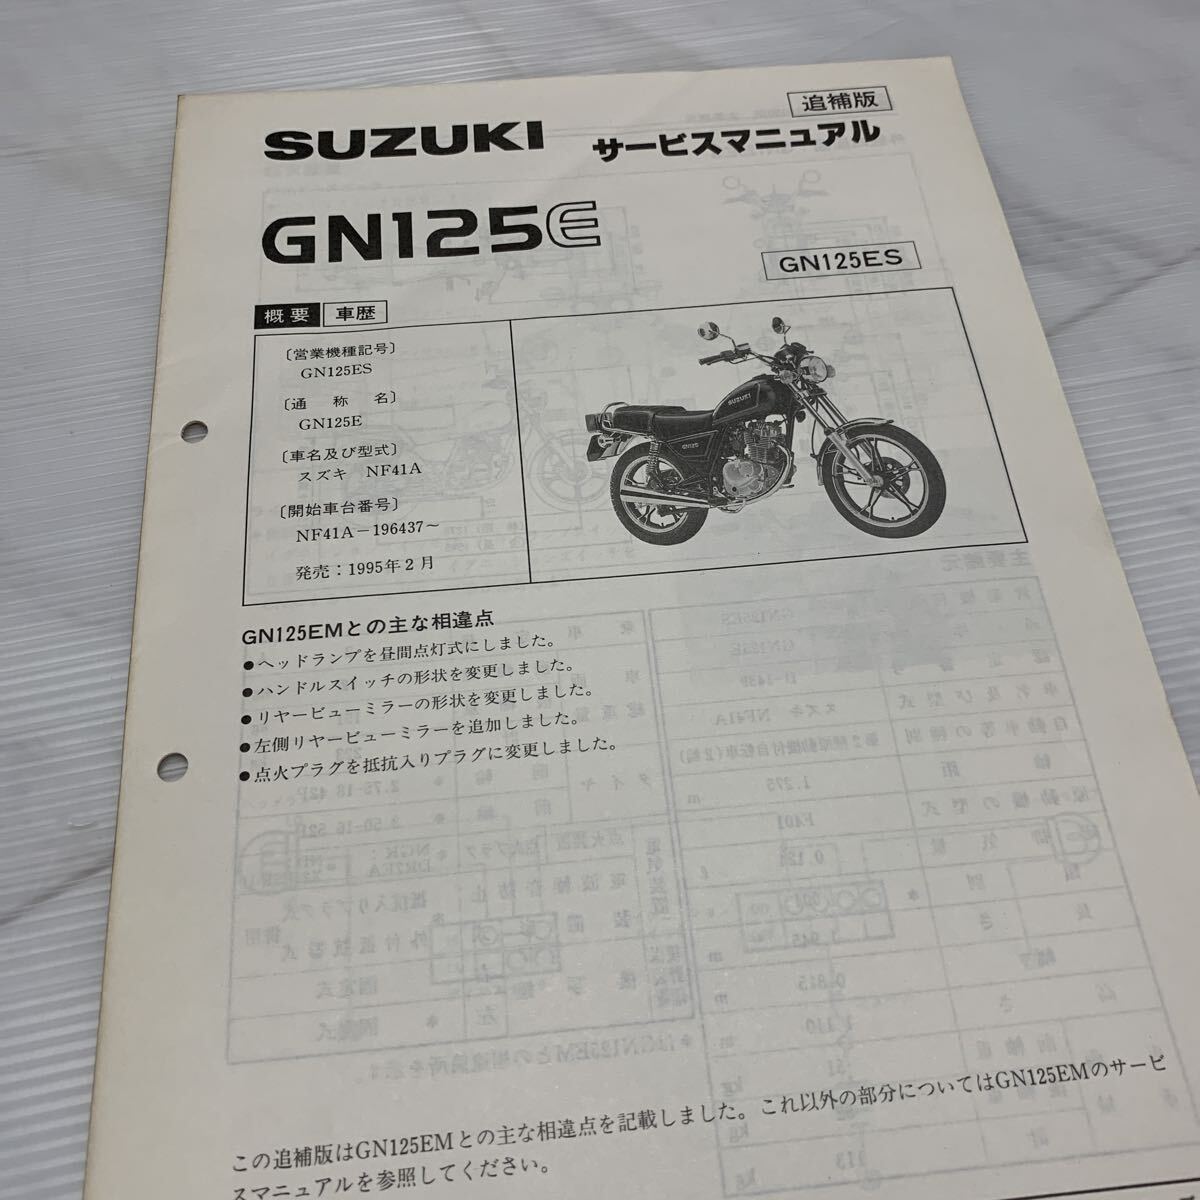 追補版
SUZUKI サービスマニュアル
GN125E
GN125ES
概要 車歴
〔営業機種記号〕
GN125ES
〔通称名〕
GN125E
〔車名及び型式〕
スズキ NF41A
〔開始車台番号〕
NF41A－196437～
発売：1995年2月
SUZUKI
GN125
GN125EMとの主な相違点
●ヘッドランプを昼間点灯式にしました。
●ハンドルスイッチの形状を変更しました。
●リヤービューミラーの形状を変更しました。
●左側リヤービューミラーを追加しました。
●点火プラグを抵抗入りプラグに変更しました。
この追補版はGN125EMとの主な相違点を記載しました。これ以外の部分についてはGN125EMのサービ
スマニュアルを参照してください。